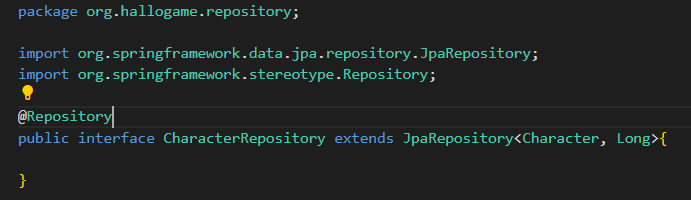 package org.hallogame.repository;
import org.springframework.data.jpa.repository.JpaRepository;
import org.springframework.stereotype.Repository;
@Repository
public interface CharacterRepository extends JpaRepository<Character, Long>{
}